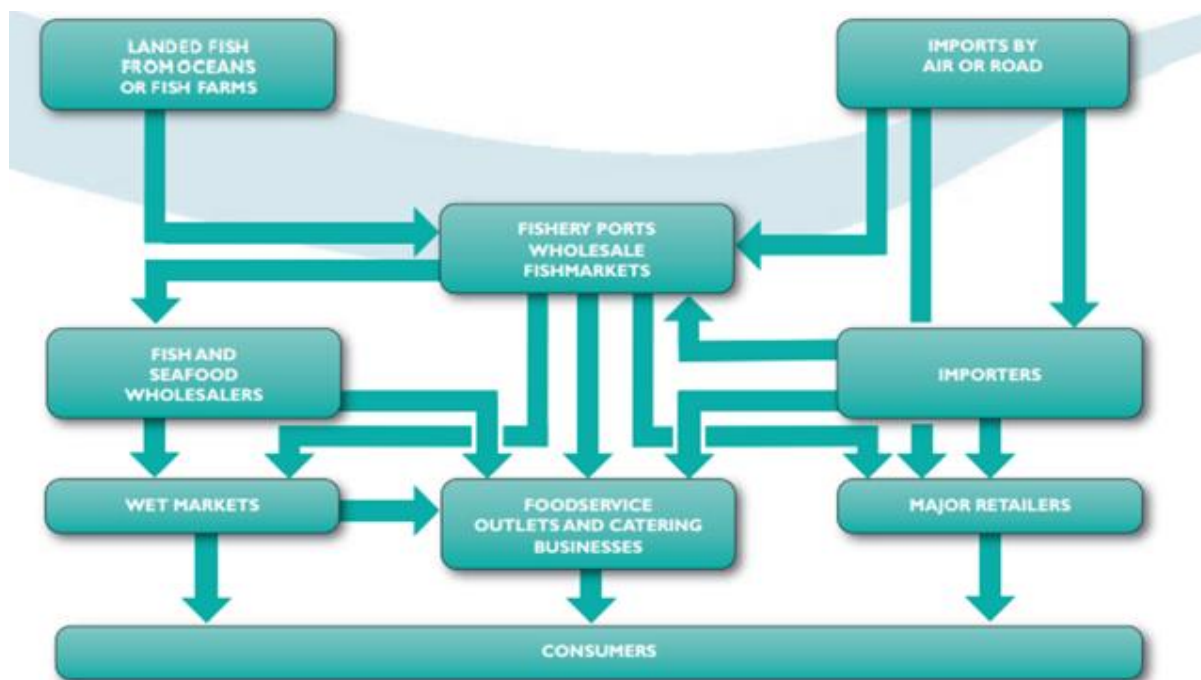 LANDED FISH
FROM OCEANS
OR FISH FARMS
IMPORTS BY
AIR OR ROAD
FISHERY PORTS
WHOLESALE
FISHMARKETS
FISH AND
SEAFOOD
WHOLESALERS
IMPORTERS
WET MARKETS
FOODSERVICE
OUTLETS AND CATERING
BUSINESSES
MAJOR RETAILERS
CONSUMERS